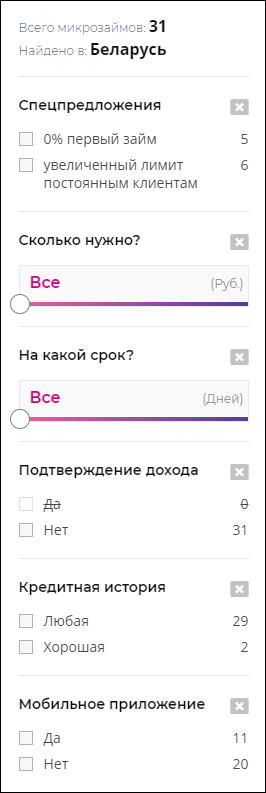 Всего микрозаймов: 31
Найдено в: Беларусь
Спецпредложения
0% первый займ 5
увеличенный лимит 6
постоянным клиентам
Сколько нужно?
Все (Руб.)
На какой срок?
Все (Дней)
Подтверждение дохода
Да 0
Нет 31
Кредитная история
Любая 29
Хорошая 2
Мобильное приложение
Да 11
Нет 20